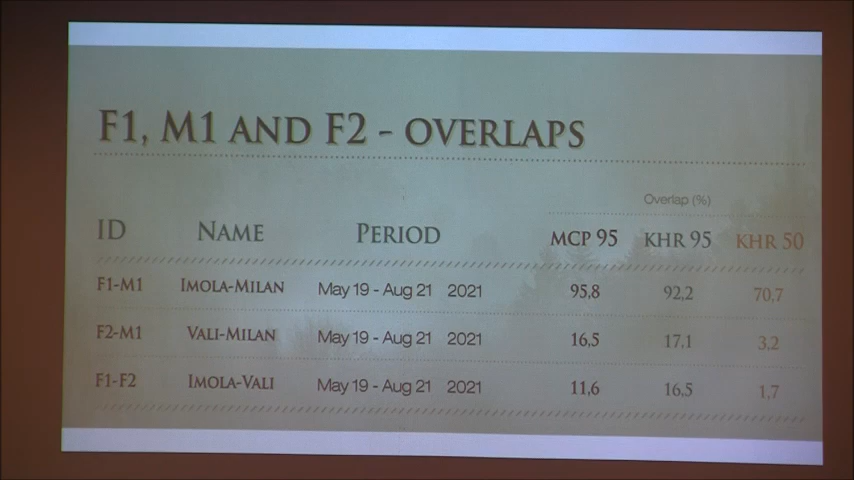 F1, M1 AND F2 - OVERLAPS
Overlap (%)
ID NAME PERIOD MCP 95 KHR 95 KHR 50
F1-M1 IMOLA-MILAN May 19 - Aug 21 2021 95,8 92,2 70,7
F2-M1 VALI-MILAN May 19 - Aug 21 2021 16,5 17,1 3,2
F1-F2 IMOLA-VALI May 19 - Aug 21 2021 11,6 16,5 1,7